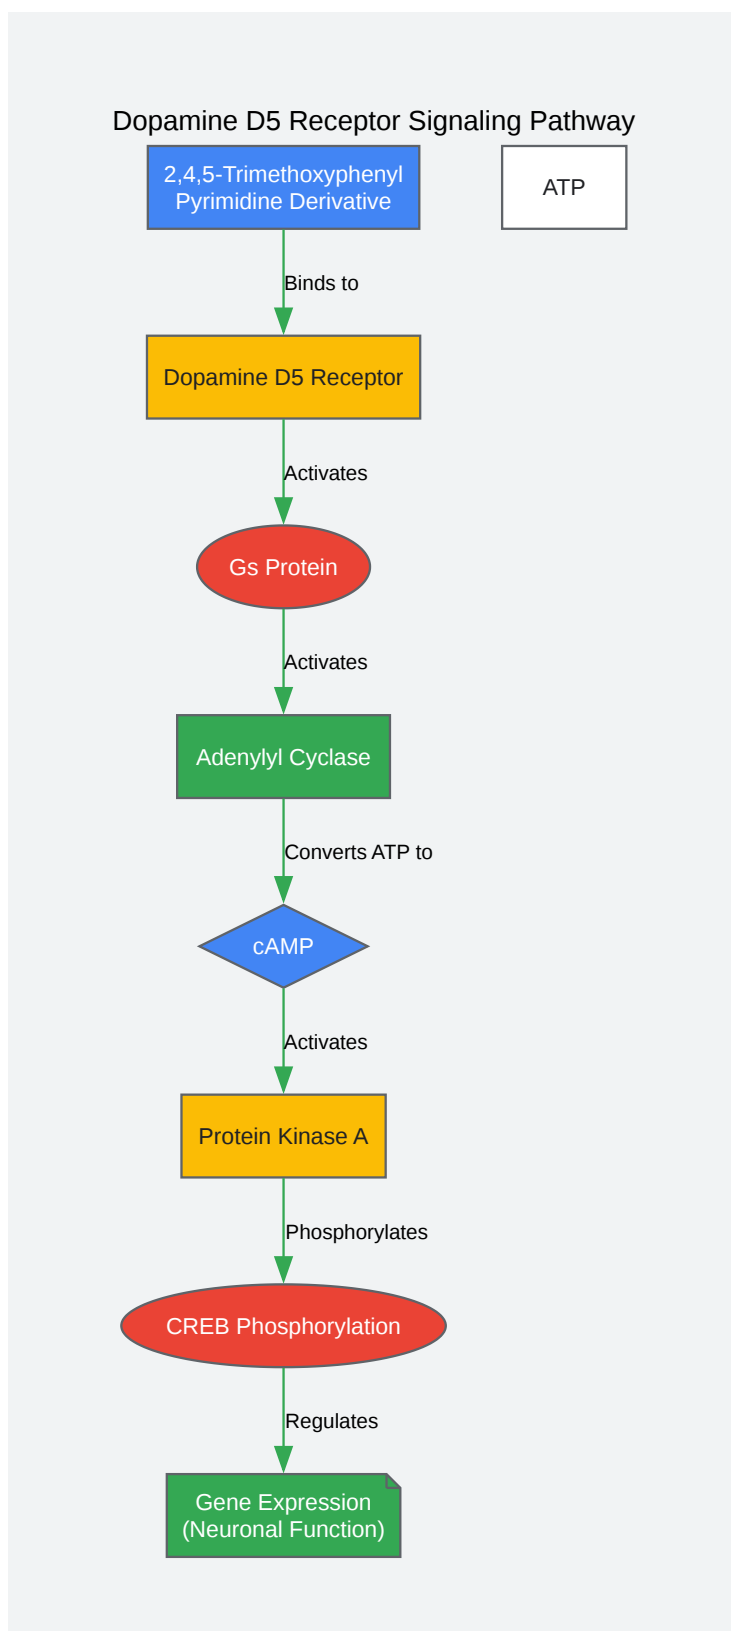 Dopamine D5 Receptor Signaling Pathway
2,4,5-Trimethoxyphenyl
Pyrimidine Derivative
ATP
Binds to
Dopamine D5 Receptor
Activates
Gs Protein
Activates
Adenylyl Cyclase
Converts ATP to
cAMP
Activates
Protein Kinase A
Phosphorylates
CREB Phosphorylation
Regulates
Gene Expression
(Neuronal Function)